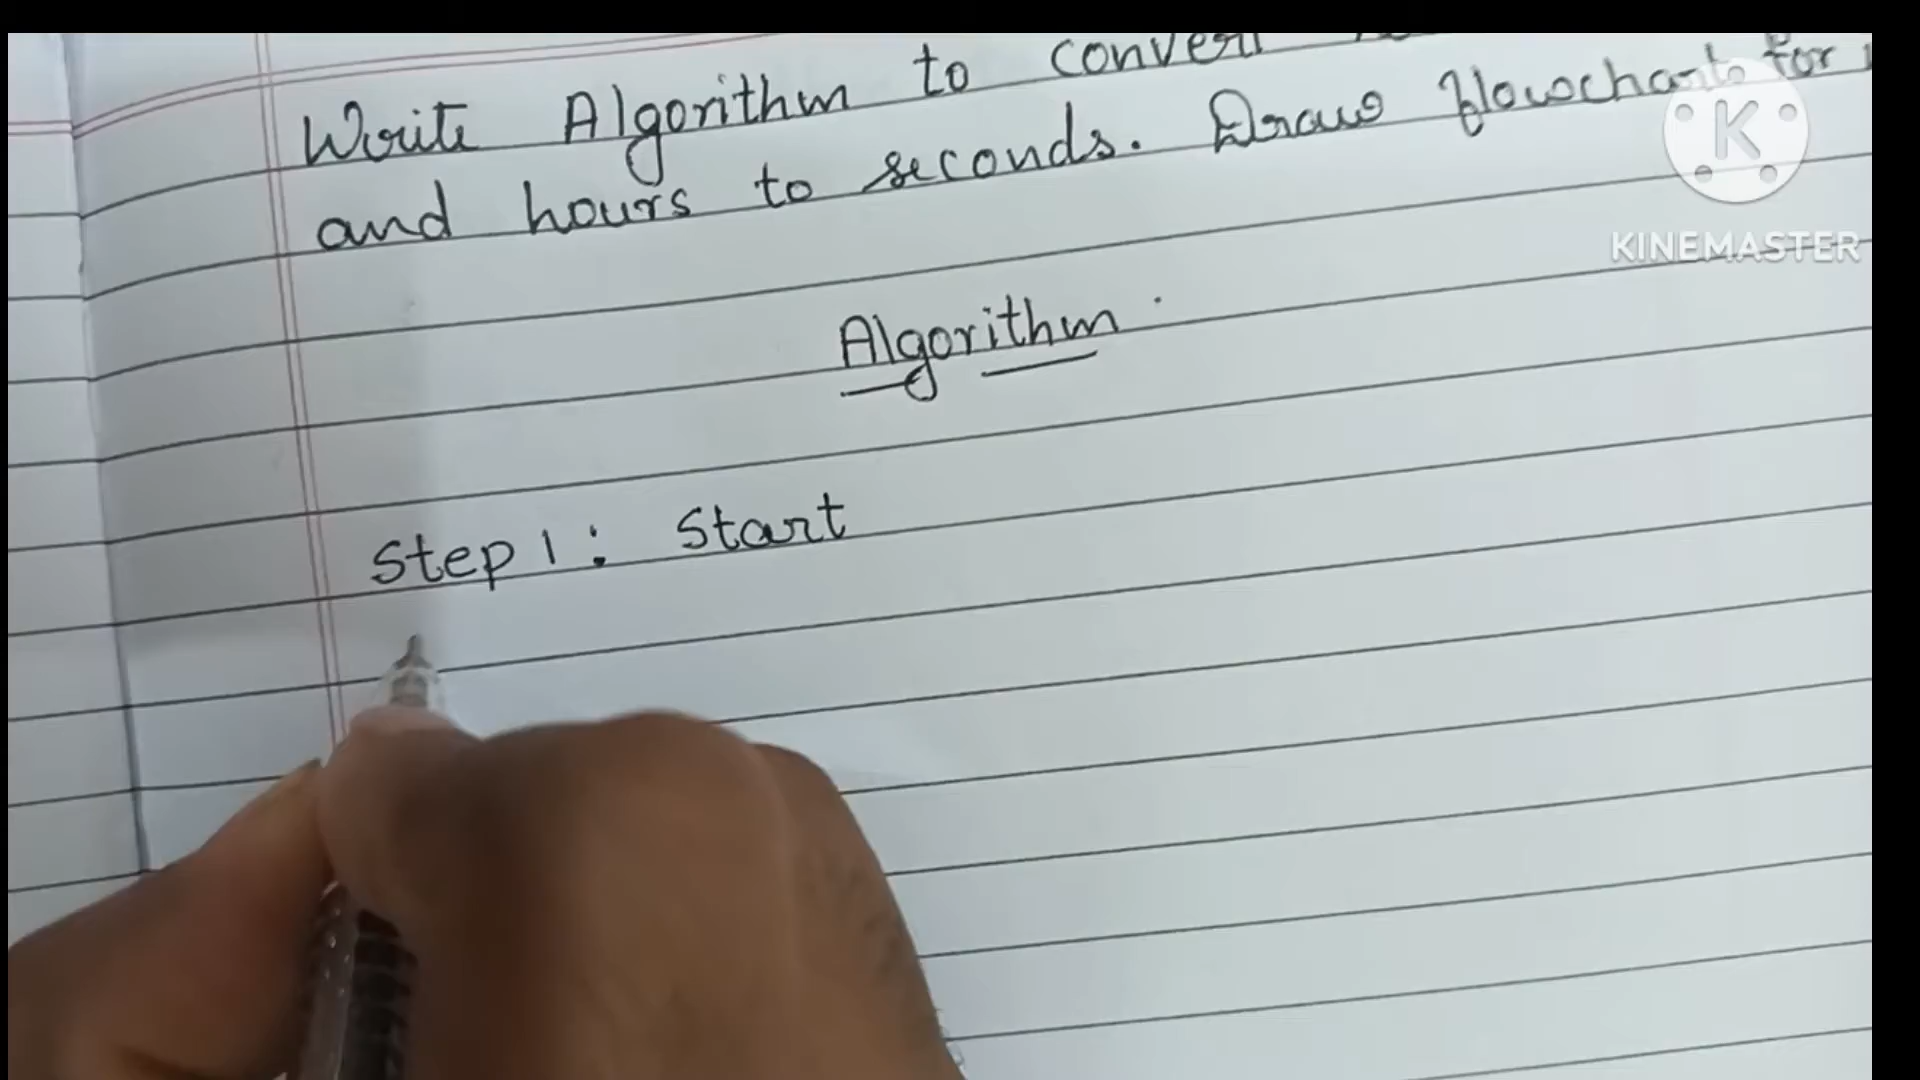 Write Algorithm to convert
and hours to seconds. Draw flowchart for
KINEMASTER
Algorithm
Step 1 : Start